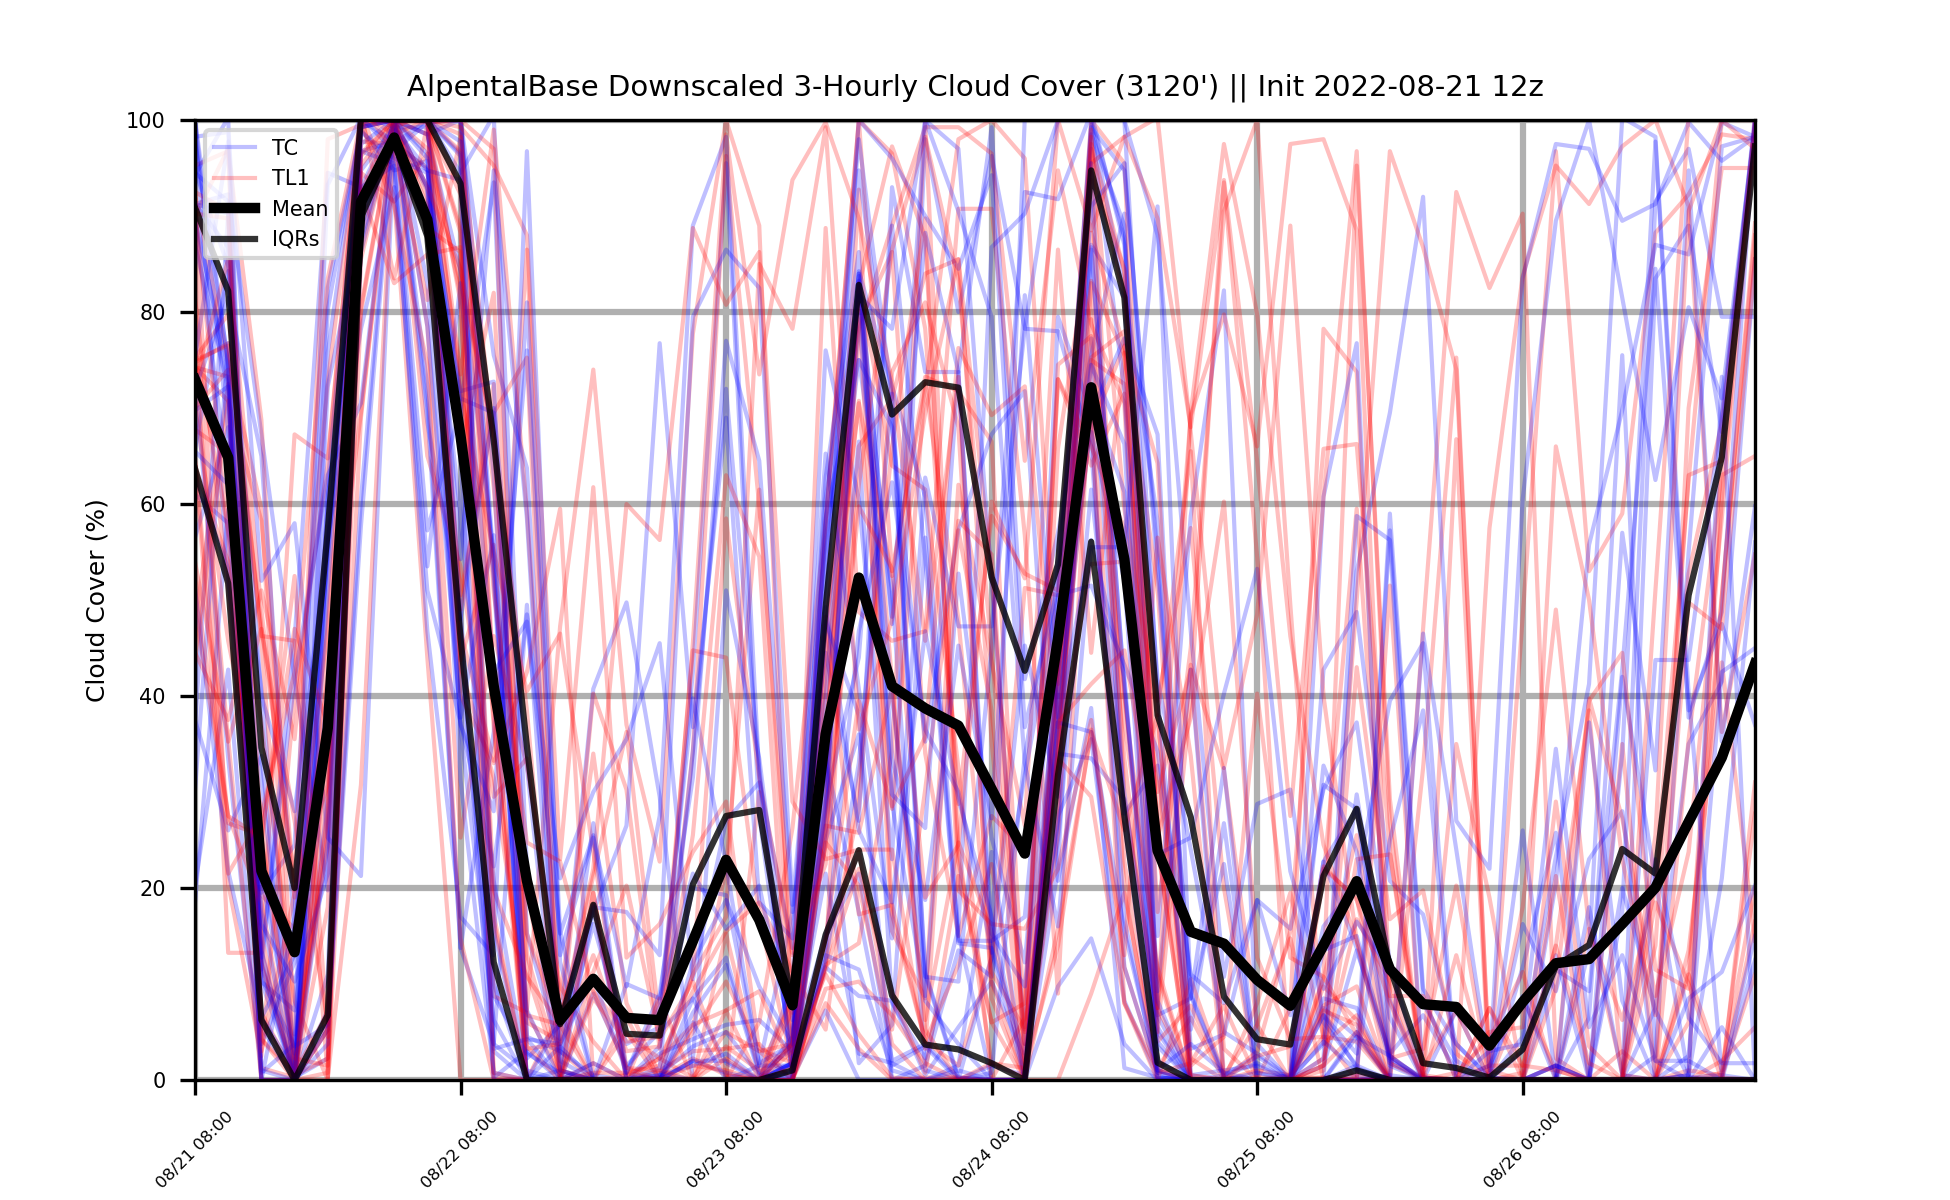 AlpentalBase Downscaled 3-Hourly Cloud Cover (3120') || Init 2022-08-21 12z
TC
TL1
Mean
IQRs
Cloud Cover (%)
100
80
60
40
20
0
08/21 08:00
08/22 08:00
08/23 08:00
08/24 08:00
08/25 08:00
08/26 08:00